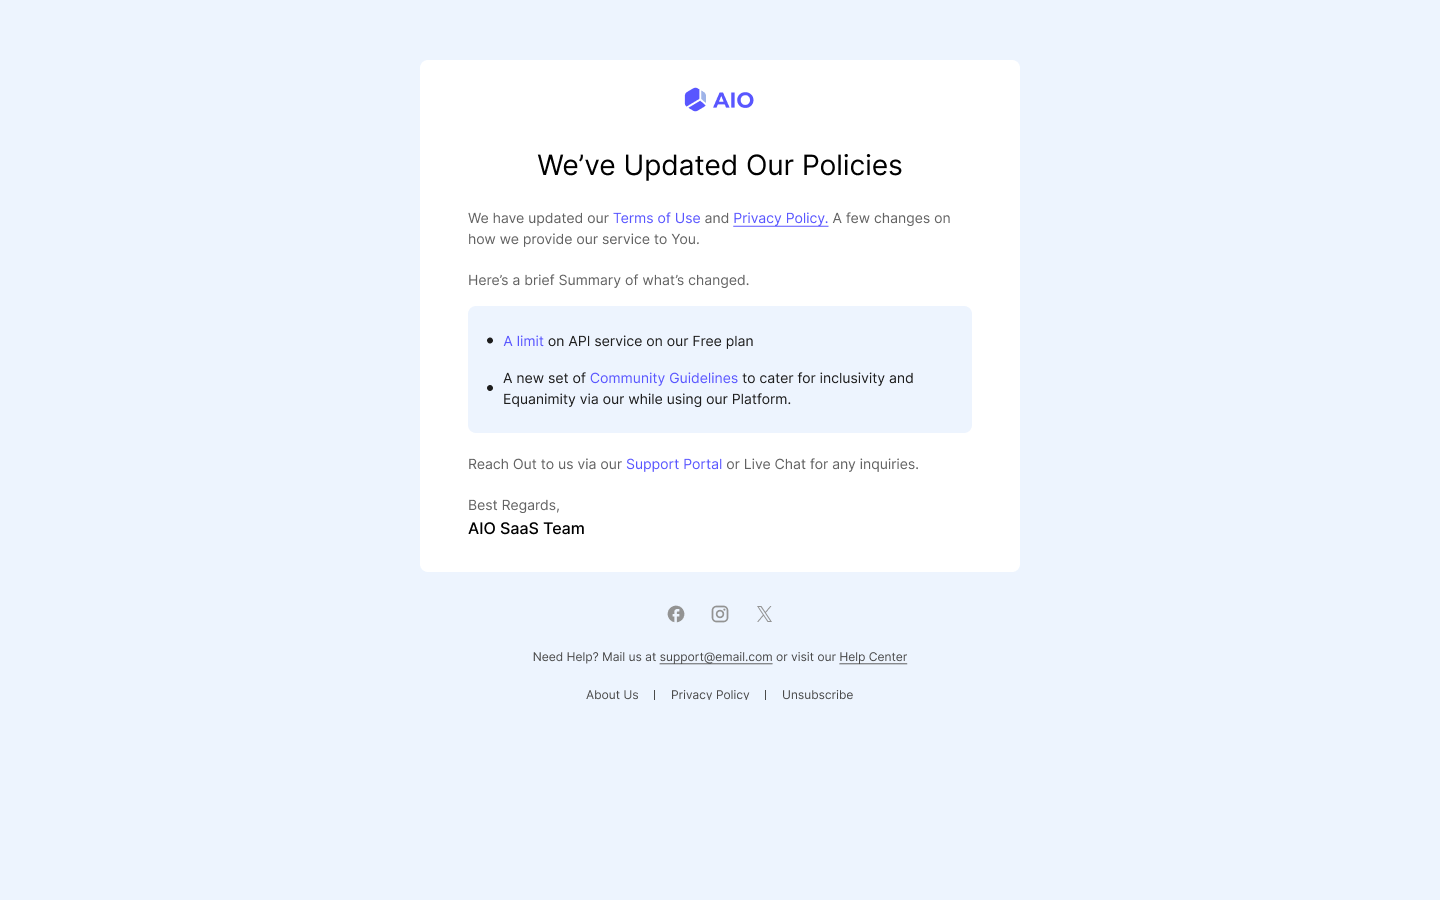 AIO
We’ve Updated Our Policies
We have updated our Terms of Use and Privacy Policy. A few changes on
how we provide our service to You.
Here’s a brief Summary of what’s changed.
A limit on API service on our Free plan
A new set of Community Guidelines to cater for inclusivity and
Equanimity via our while using our Platform.
Reach Out to us via our Support Portal or Live Chat for any inquiries.
Best Regards,
AIO SaaS Team
Need Help? Mail us at support@email.com or visit our Help Center
About Us | Privacy Policy | Unsubscribe